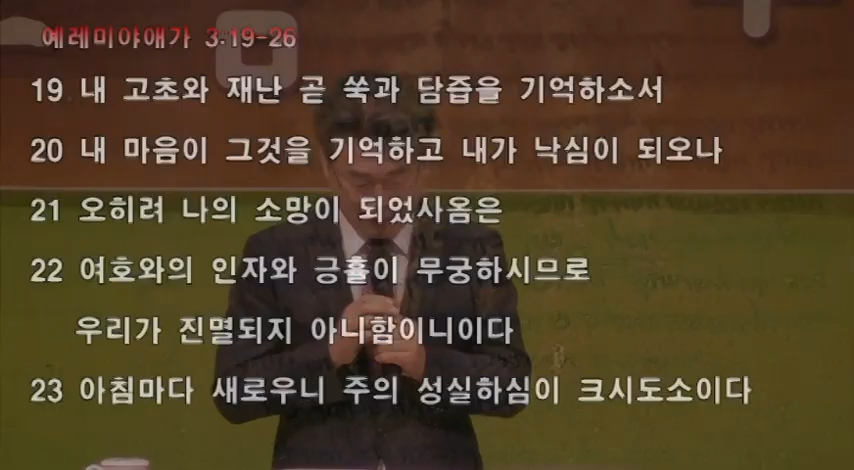 예레미야애가 3:19-26
19 내 고초와 재난 곧 쑥과 담즙을 기억하소서
20 내 마음이 그것을 기억하고 내가 낙심이 되오나
21 오히려 나의 소망이 되었사옴은
22 여호와의 인자와 긍휼이 무궁하시므로
우리가 진멸되지 아니함이니이다
23 아침마다 새로우니 주의 성실하심이 크시도소이다